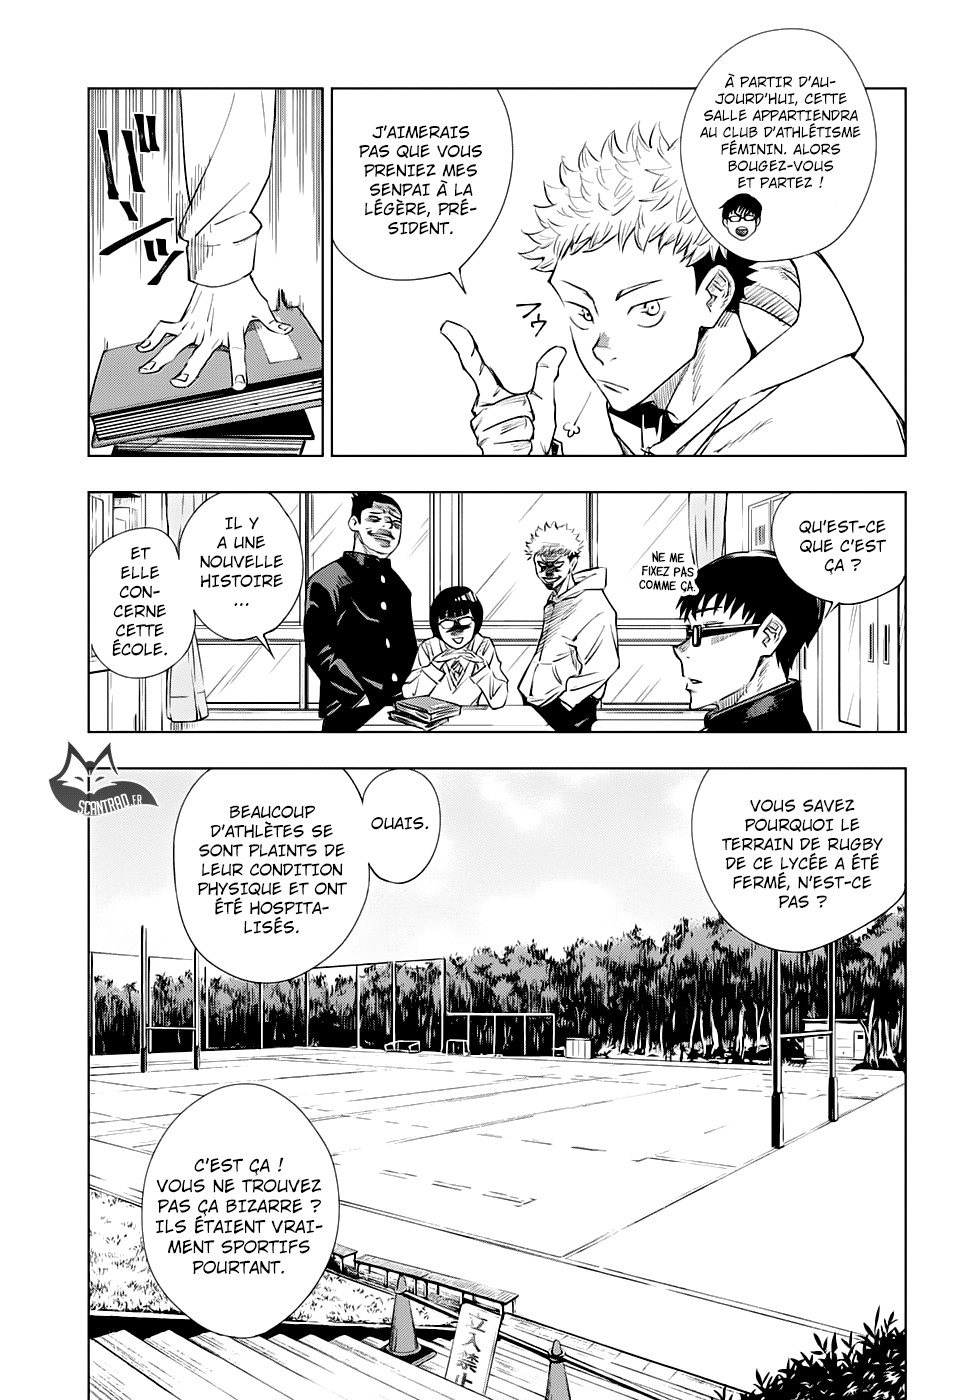 À PARTIR D'AU-
JOURD'HUI, CETTE
SALLE APPARTIENDRA
AU CLUB D'ATHLÉTISME
FÉMININ. ALORS
BOUGEZ-VOUS
ET PARTEZ !
J'AIMERAIS
PAS QUE VOUS
PRENIEZ MES
SENPAI À LA
LÉGÈRE, PRÉ-
SIDENT.
QU'EST-CE
QUE C'EST
ÇA ?
NE ME
FIXEZ PAS
COMME ÇA.
IL Y
A UNE
NOUVELLE
HISTOIRE
...
ET
ELLE
CON-
CERNE
CETTE
ÉCOLE.
VOUS SAVEZ
POURQUOI LE
TERRAIN DE RUGBY
DE CE LYCÉE A ÉTÉ
FERMÉ, N'EST-CE
PAS ?
OUAIS.
BEAUCOUP
D'ATHLÈTES SE
SONT PLAINTS DE
LEUR CONDITION
PHYSIQUE ET ONT
ÉTÉ HOSPITA-
LISÉS.
SCANTRAD.FR
C'EST ÇA !
VOUS NE TROUVEZ
PAS ÇA BIZARRE ?
ILS ÉTAIENT VRAI-
MENT SPORTIFS
POURTANT.
立入禁止